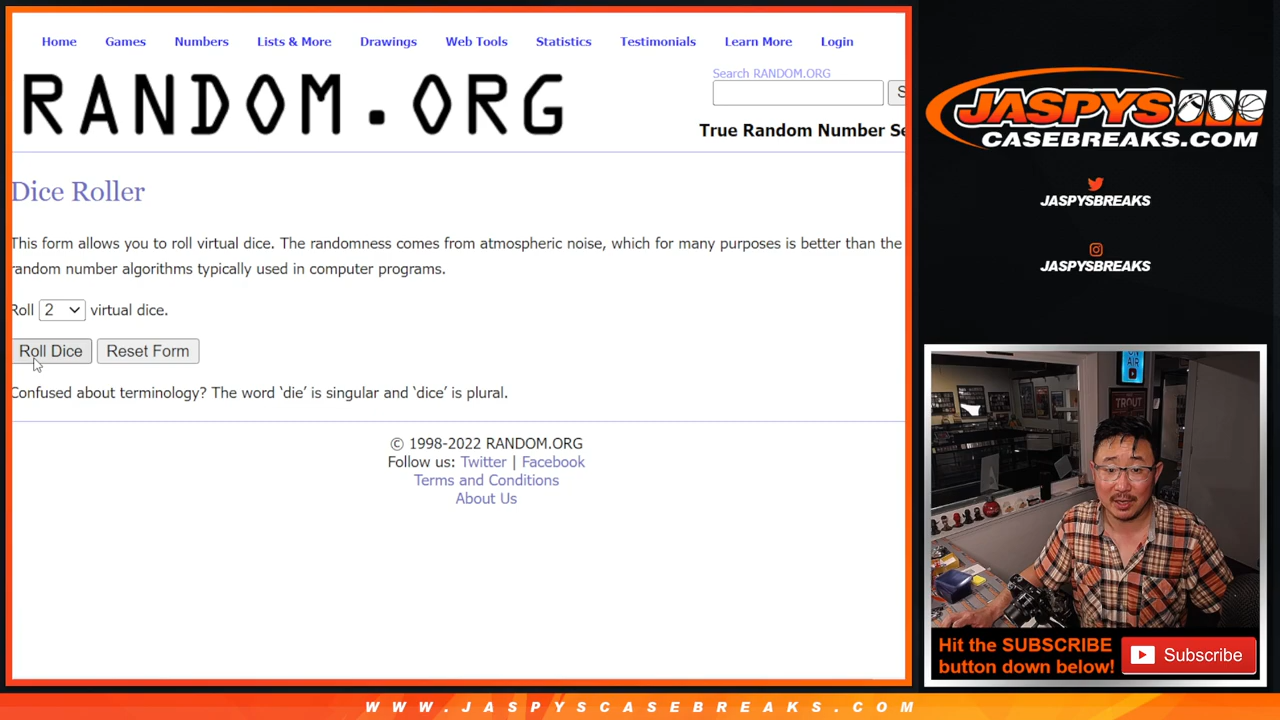 Home Games Numbers Lists & More Drawings Web Tools Statistics Testimonials Learn More Login
RANDOM.ORG
Search RANDOM.ORG
True Random Number Se
Dice Roller
This form allows you to roll virtual dice. The randomness comes from atmospheric noise, which for many purposes is better than the
random number algorithms typically used in computer programs.
Roll 2 virtual dice.
Roll Dice Reset Form
Confused about terminology? The word ‘die’ is singular and ‘dice’ is plural.
© 1998-2022 RANDOM.ORG
Follow us: Twitter | Facebook
Terms and Conditions
About Us
JASPYS
CASEBREAKS.COM
JASPYSBREAKS
JASPYSBREAKS
ON
AIR
TROUT
Hit the SUBSCRIBE
button down below!
Subscribe
WWW.JASPYSCASEBREAKS.COM